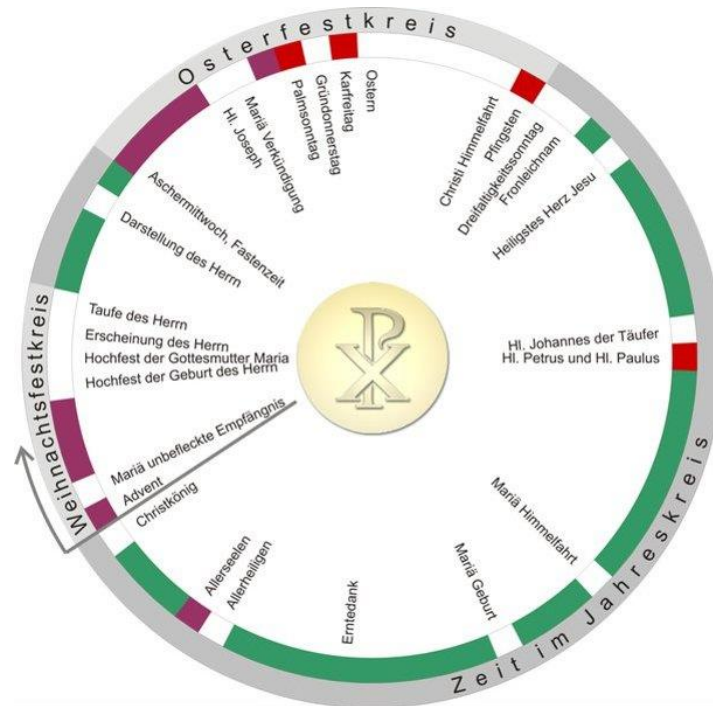 Osterfestkreis
Hl. Joseph
Mariä Verkündigung
Palmsonntag
Gründonnerstag
Karfreitag
Ostern
Christi Himmelfahrt
Pfingsten
Dreifaltigkeitssonntag
Fronleichnam
Heiligstes Herz Jesu
Hl. Johannes der Täufer
Hl. Petrus und Hl. Paulus
Zeit im Jahreskreis
Mariä Himmelfahrt
Mariä Geburt
Erntedank
Allerheiligen
Allerseelen
Christkönig
Advent
Mariä unbefleckte Empfängnis
Weihnachtsfestkreis
Hochfest der Geburt des Herrn
Hochfest der Gottesmutter Maria
Erscheinung des Herrn
Taufe des Herrn
Darstellung des Herrn
Aschermittwoch, Fastenzeit